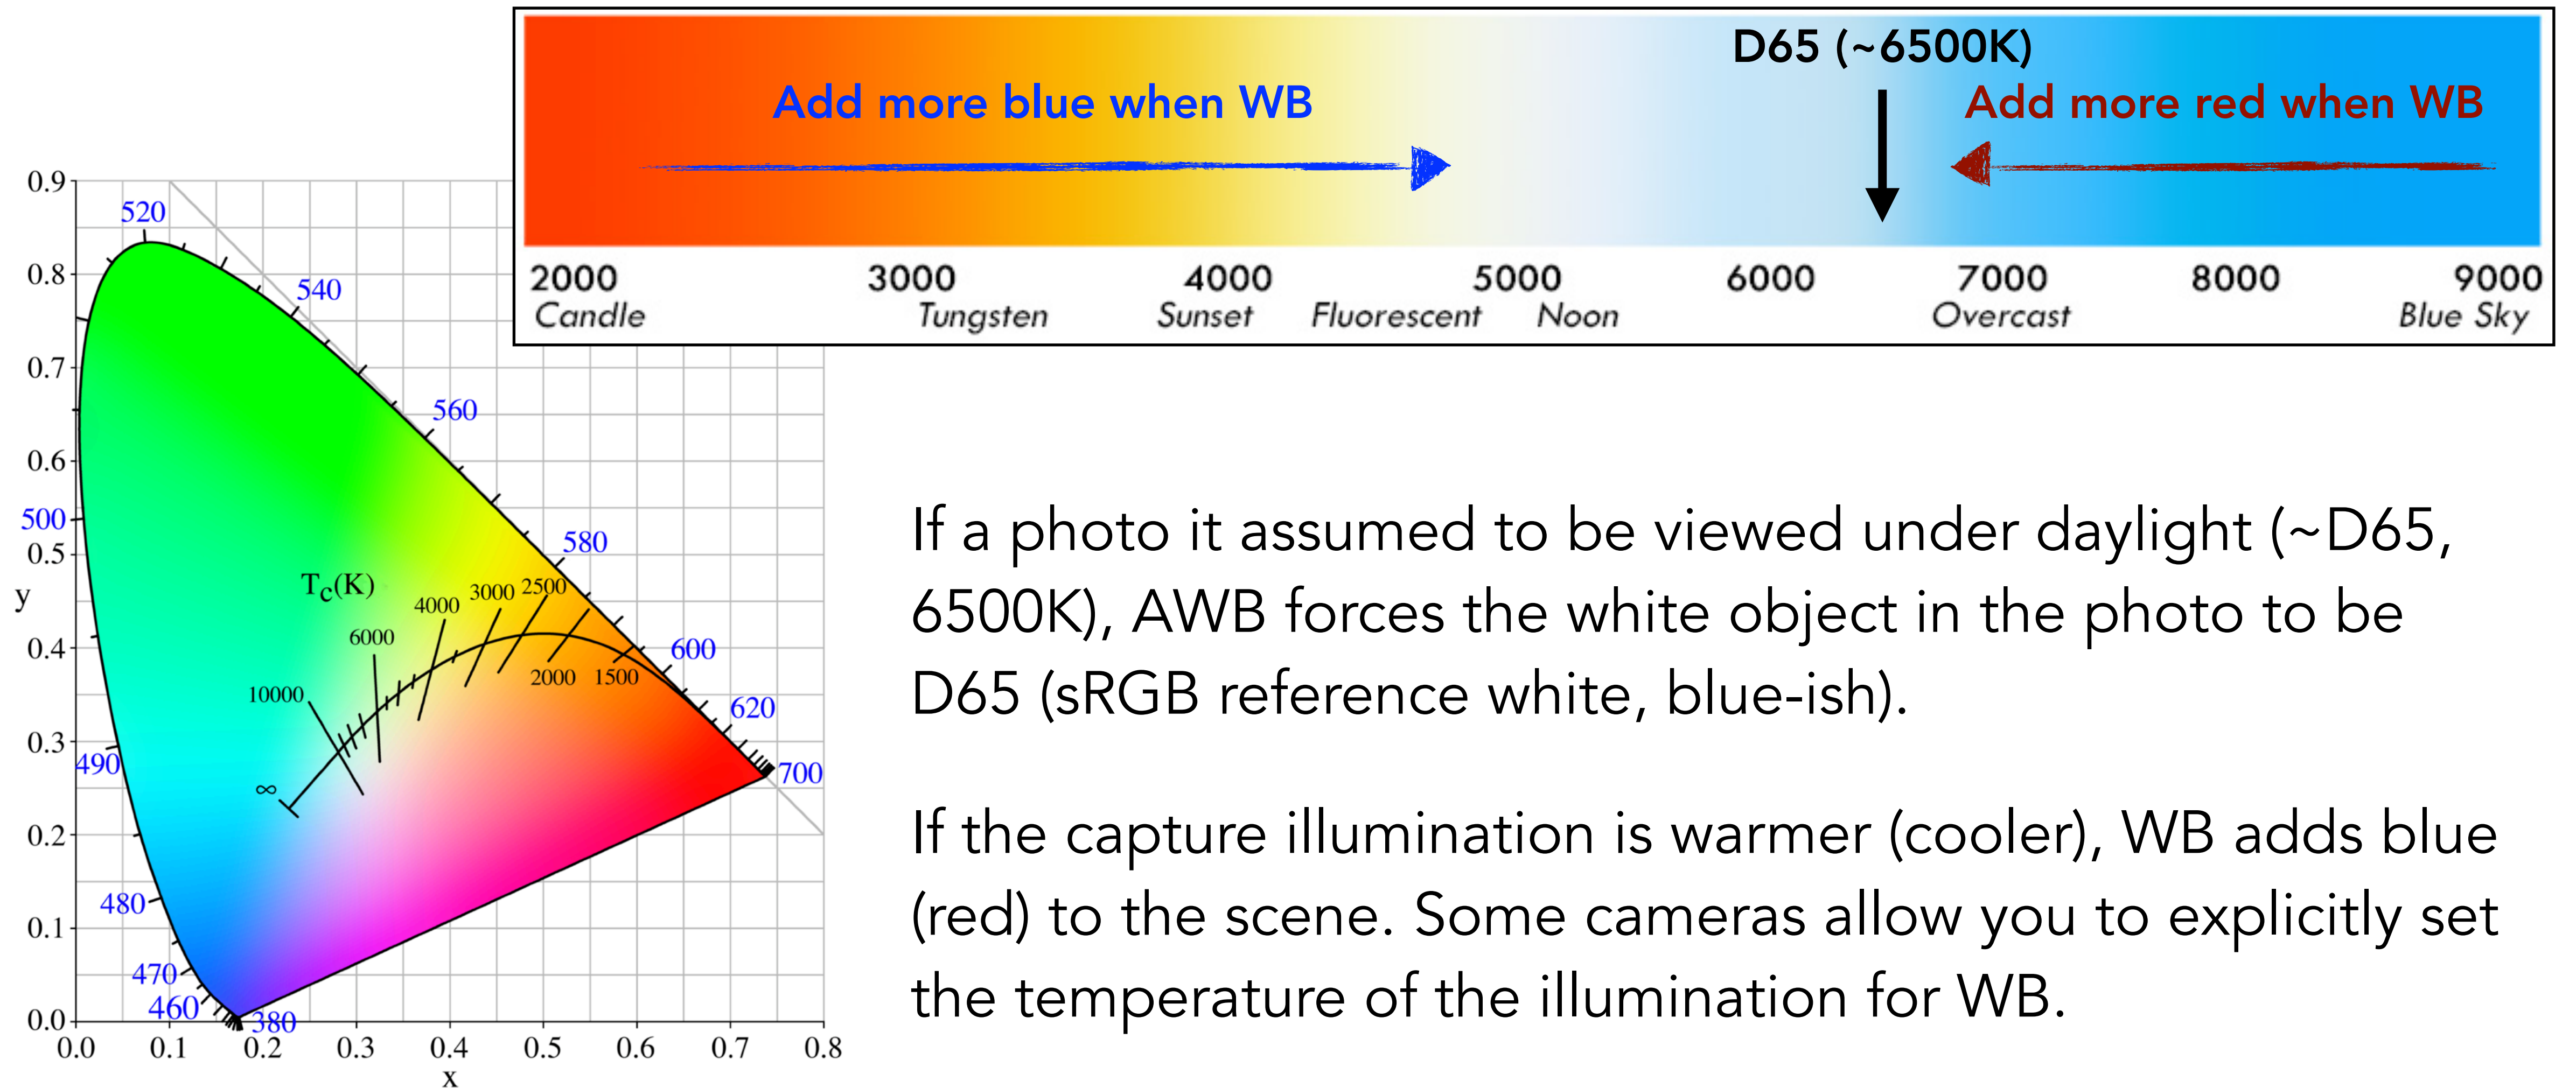 D65 (~6500K)
Add more blue when WB
Add more red when WB
2000 3000 4000 5000 6000 7000 8000 9000
Candle Tungsten Sunset Fluorescent Noon Overcast Blue Sky
0.9
0.8
0.7
0.6
0.5
0.4
0.3
0.2
0.1
0.0
y
0.0 0.1 0.2 0.3 0.4 0.5 0.6 0.7 0.8
x
520
540
560
580
600
620
700
500
490
480
470
460
380
Tc(K)
∞
10000
6000
4000
3000
2500
2000
1500
If a photo it assumed to be viewed under daylight (~D65,
6500K), AWB forces the white object in the photo to be
D65 (sRGB reference white, blue-ish).
If the capture illumination is warmer (cooler), WB adds blue
(red) to the scene. Some cameras allow you to explicitly set
the temperature of the illumination for WB.